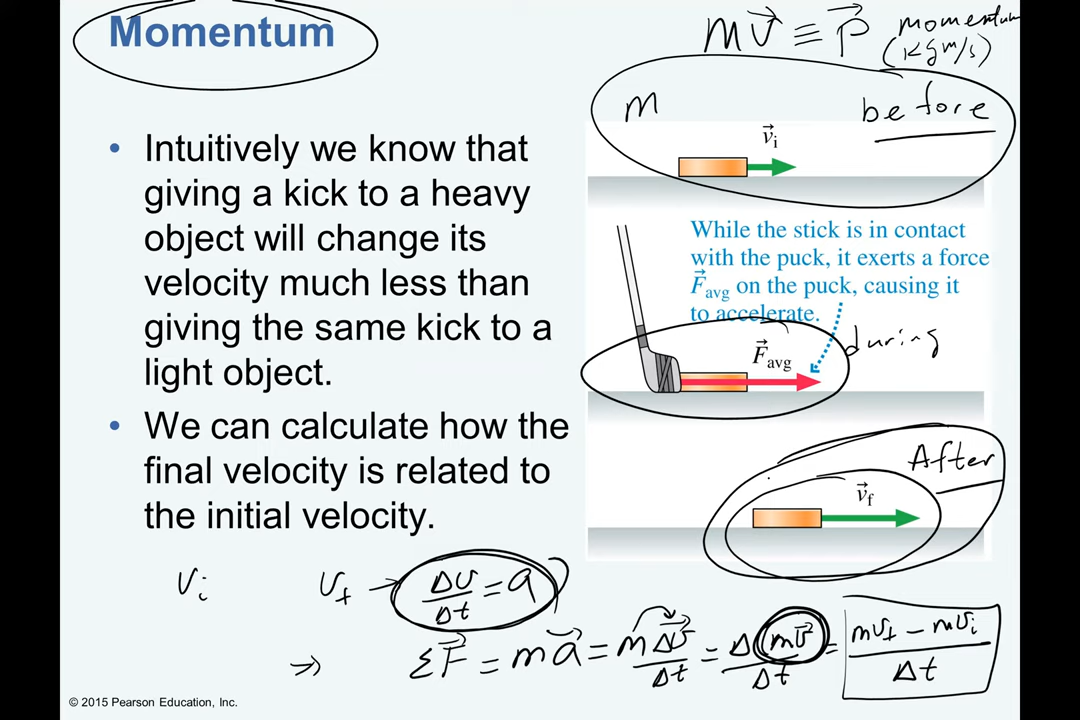 Momentum
mv⃗ ≡ p⃗ momentum
(kgm/s)
m before
v⃗i
• Intuitively we know that
giving a kick to a heavy
object will change its
velocity much less than
giving the same kick to a
light object.
• We can calculate how the
final velocity is related to
the initial velocity.
While the stick is in contact
with the puck, it exerts a force
F⃗avg on the puck, causing it
to accelerate.
during
F⃗avg
After
v⃗f
vi vf → Δv/Δt = a
⇒ ΣF⃗ = ma⃗ = mΔv⃗/Δt = Δ(mv⃗)/Δt = mvf − mvi/Δt
© 2015 Pearson Education, Inc.